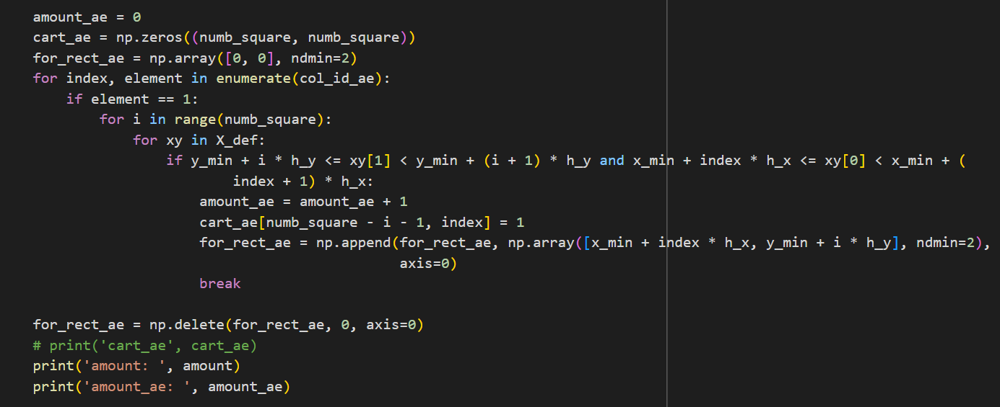 amount_ae = 0
cart_ae = np.zeros((numb_square, numb_square))
for_rect_ae = np.array([0, 0], ndmin=2)
for index, element in enumerate(col_id_ae):
    if element == 1:
        for i in range(numb_square):
            for xy in X_def:
                if y_min + i * h_y <= xy[1] < y_min + (i + 1) * h_y and x_min + index * h_x <= xy[0] < x_min + (
                        index + 1) * h_x:
                    amount_ae = amount_ae + 1
                    cart_ae[numb_square - i - 1, index] = 1
                    for_rect_ae = np.append(for_rect_ae, np.array([x_min + index * h_x, y_min + i * h_y], ndmin=2),
                                            axis=0)
                    break
for_rect_ae = np.delete(for_rect_ae, 0, axis=0)
# print('cart_ae', cart_ae)
print('amount: ', amount)
print('amount_ae: ', amount_ae)